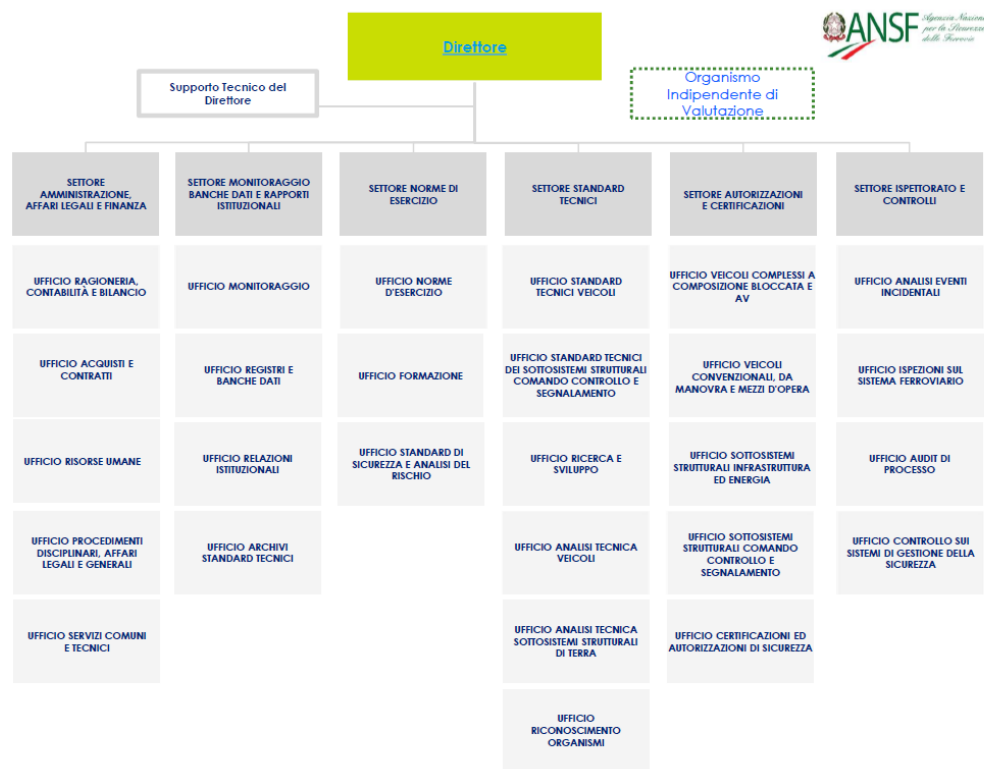 Direttore
ANSF
Agenzia Nazionale
per la Sicurezza
delle Ferrovie
Supporto Tecnico del
Direttore
Organismo
Indipendente di
Valutazione
SETTORE
AMMINISTRAZIONE,
AFFARI LEGALI E FINANZA
SETTORE MONITORAGGIO
BANCHE DATI E RAPPORTI
ISTITUZIONALI
SETTORE NORME DI
ESERCIZIO
SETTORE STANDARD
TECNICI
SETTORE AUTORIZZAZIONI
E CERTIFICAZIONI
SETTORE ISPETTORATO E
CONTROLLI
UFFICIO RAGIONERIA,
CONTABILITÀ E BILANCIO
UFFICIO MONITORAGGIO
UFFICIO NORME
D'ESERCIZIO
UFFICIO STANDARD
TECNICI VEICOLI
UFFICIO VEICOLI COMPLESSI A
COMPOSIZIONE BLOCCATA E
AV
UFFICIO ANALISI EVENTI
INCIDENTALI
UFFICIO ACQUISTI E
CONTRATTI
UFFICIO REGISTRI E
BANCHE DATI
UFFICIO FORMAZIONE
UFFICIO STANDARD TECNICI
DEI SOTTOSISTEMI STRUTTURALI
COMANDO CONTROLLO E
SEGNALAMENTO
UFFICIO VEICOLI
CONVENZIONALI, DA
MANOVRA E MEZZI D'OPERA
UFFICIO ISPEZIONI SUL
SISTEMA FERROVIARIO
UFFICIO RISORSE UMANE
UFFICIO RELAZIONI
ISTITUZIONALI
UFFICIO STANDARD DI
SICUREZZA E ANALISI DEL
RISCHIO
UFFICIO RICERCA E
SVILUPPO
UFFICIO SOTTOSISTEMI
STRUTTURALI INFRASTRUTTURA
ED ENERGIA
UFFICIO AUDIT DI
PROCESSO
UFFICIO PROCEDIMENTI
DISCIPLINARI, AFFARI
LEGALI E GENERALI
UFFICIO ARCHIVI
STANDARD TECNICI
UFFICIO ANALISI TECNICA
VEICOLI
UFFICIO SOTTOSISTEMI
STRUTTURALI COMANDO
CONTROLLO E
SEGNALAMENTO
UFFICIO CONTROLLO SUI
SISTEMI DI GESTIONE DELLA
SICUREZZA
UFFICIO SERVIZI COMUNI
E TECNICI
UFFICIO ANALISI TECNICA
SOTTOSISTEMI STRUTTURALI
DI TERRA
UFFICIO CERTIFICAZIONI ED
AUTORIZZAZIONI DI SICUREZZA
UFFICIO
RICONOSCIMENTO
ORGANISMI